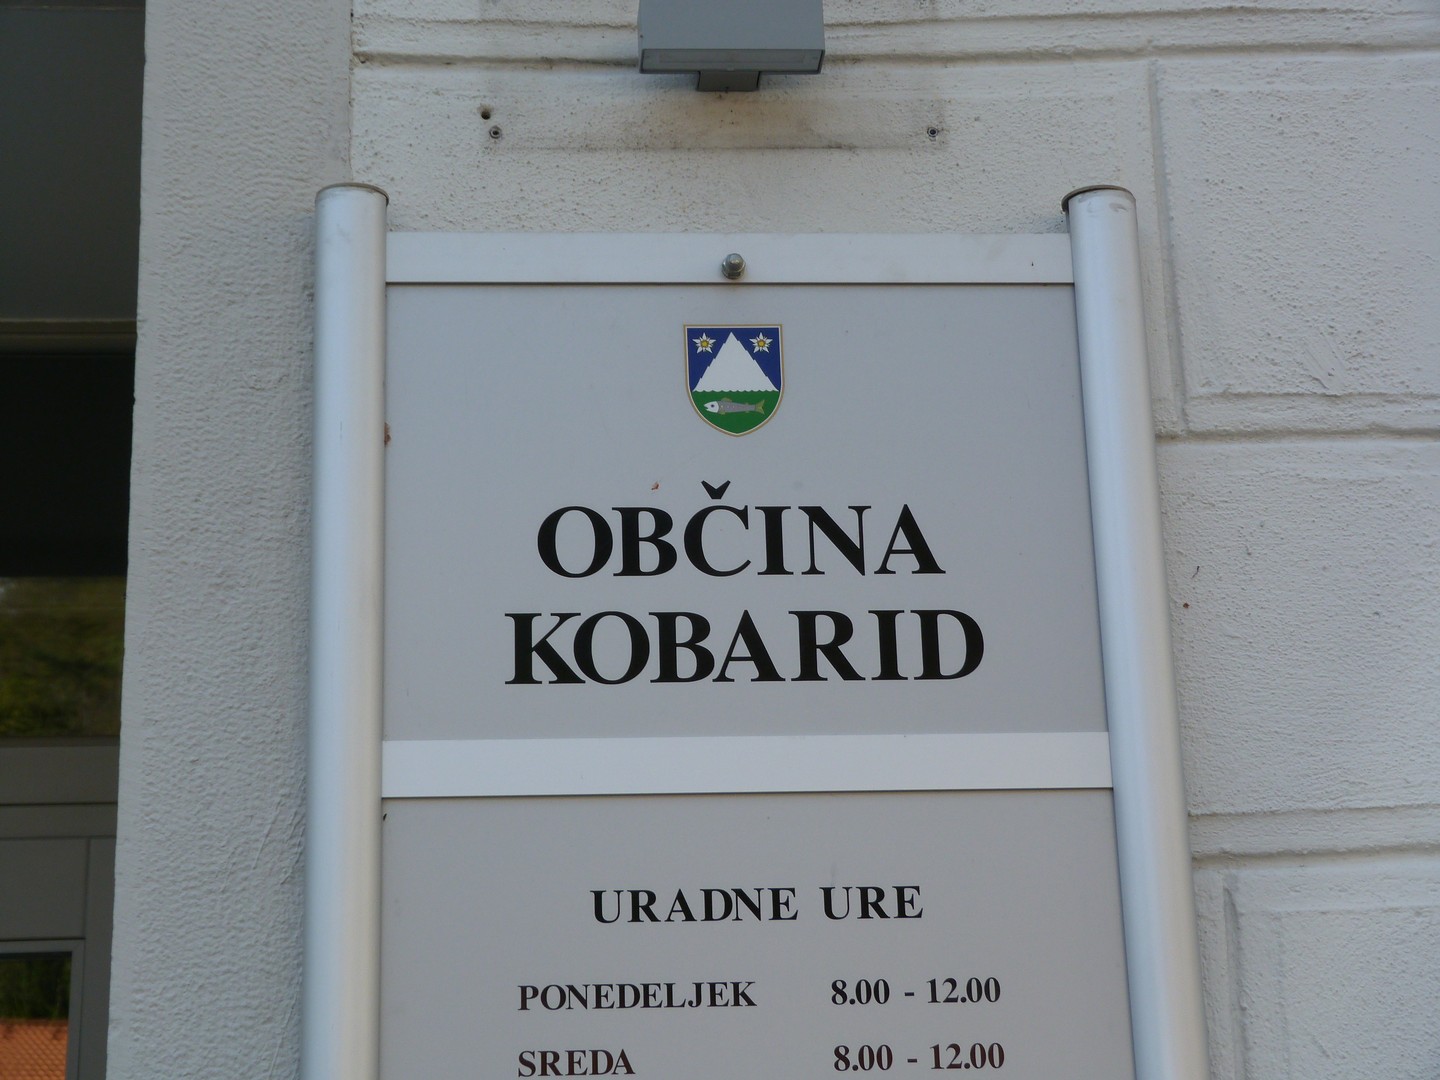 OBČINA
KOBARID
URADNE URE
PONEDELJEK 8.00 - 12.00
SREDA 8.00 - 12.00